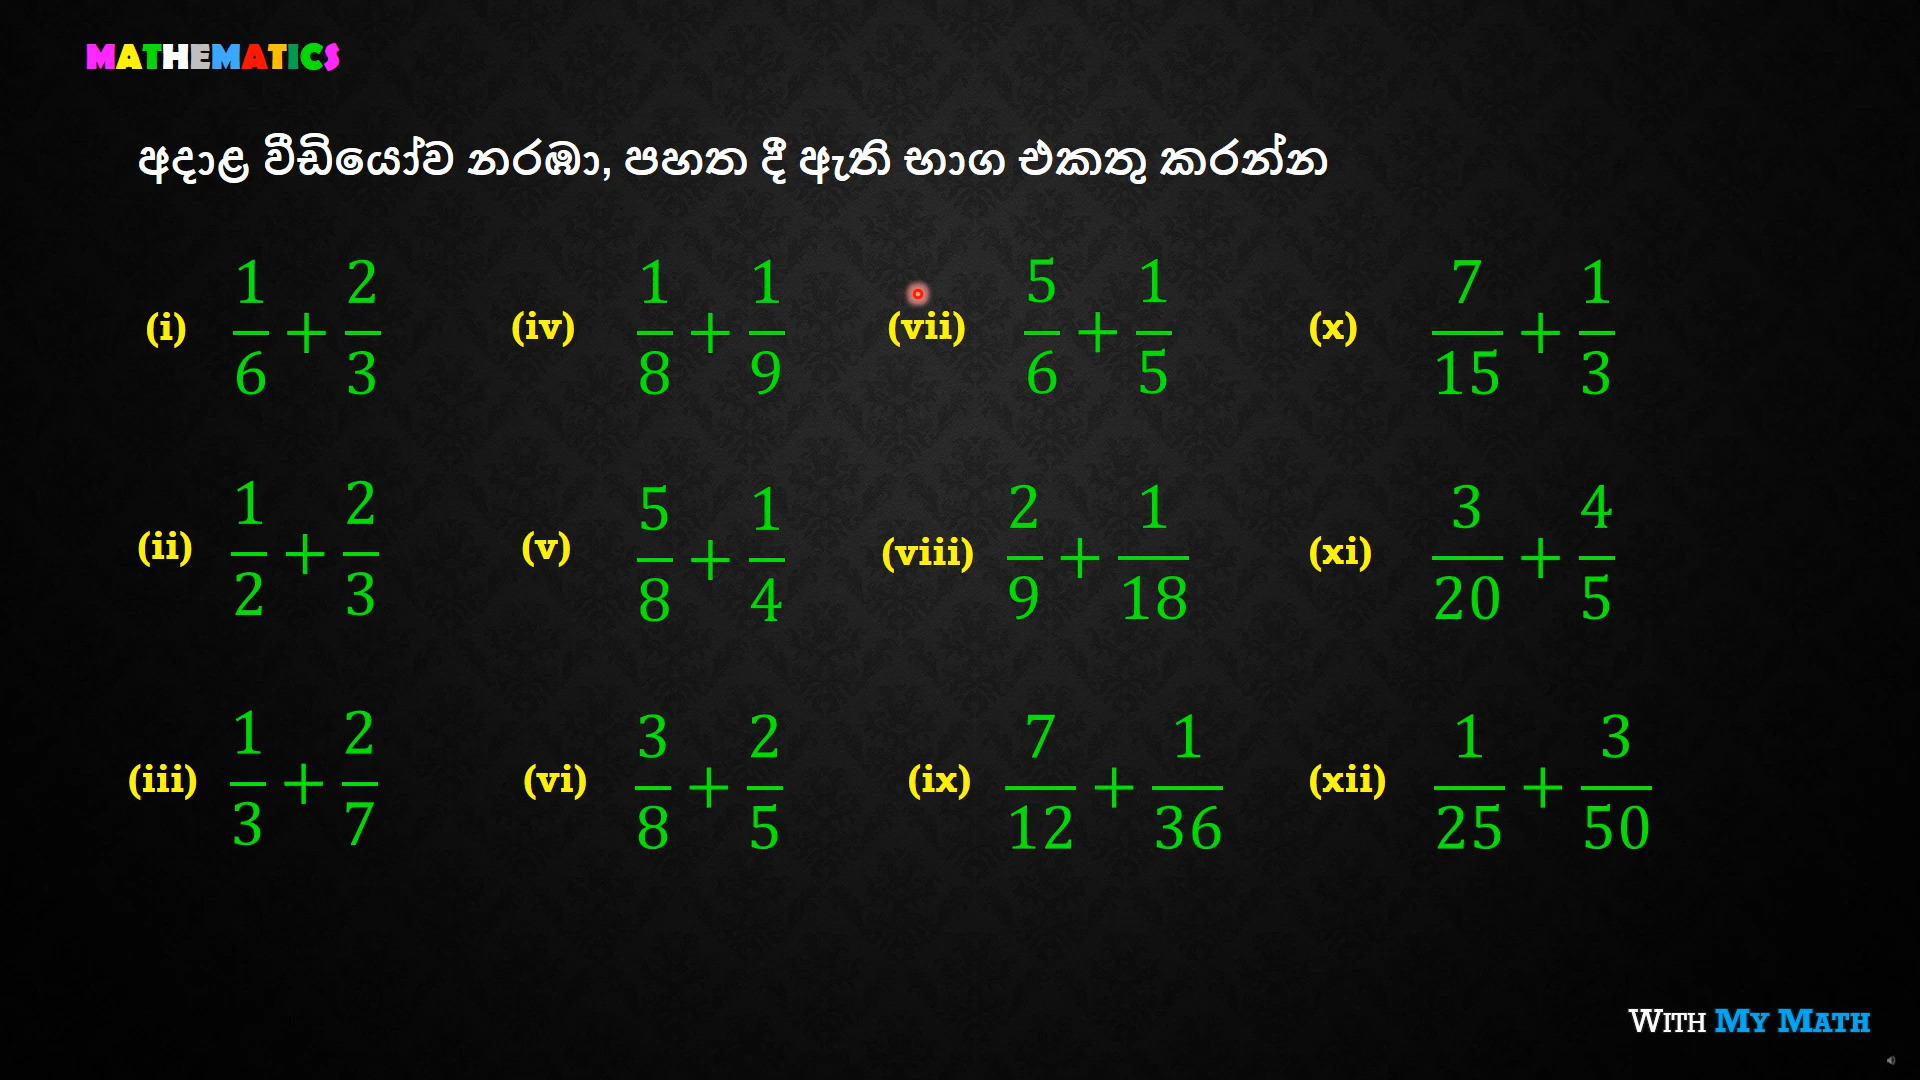 MATHEMATICS
අදාළ වීඩියෝව නරඹා, පහත දී ඇති භාග එකතු කරන්න
(i) 1/6 + 2/3
(iv) 1/8 + 1/9
(vii) 5/6 + 1/5
(x) 7/15 + 1/3
(ii) 1/2 + 2/3
(v) 5/8 + 1/4
(viii) 2/9 + 1/18
(xi) 3/20 + 4/5
(iii) 1/3 + 2/7
(vi) 3/8 + 2/5
(ix) 7/12 + 1/36
(xii) 1/25 + 3/50
WITH MY MATH